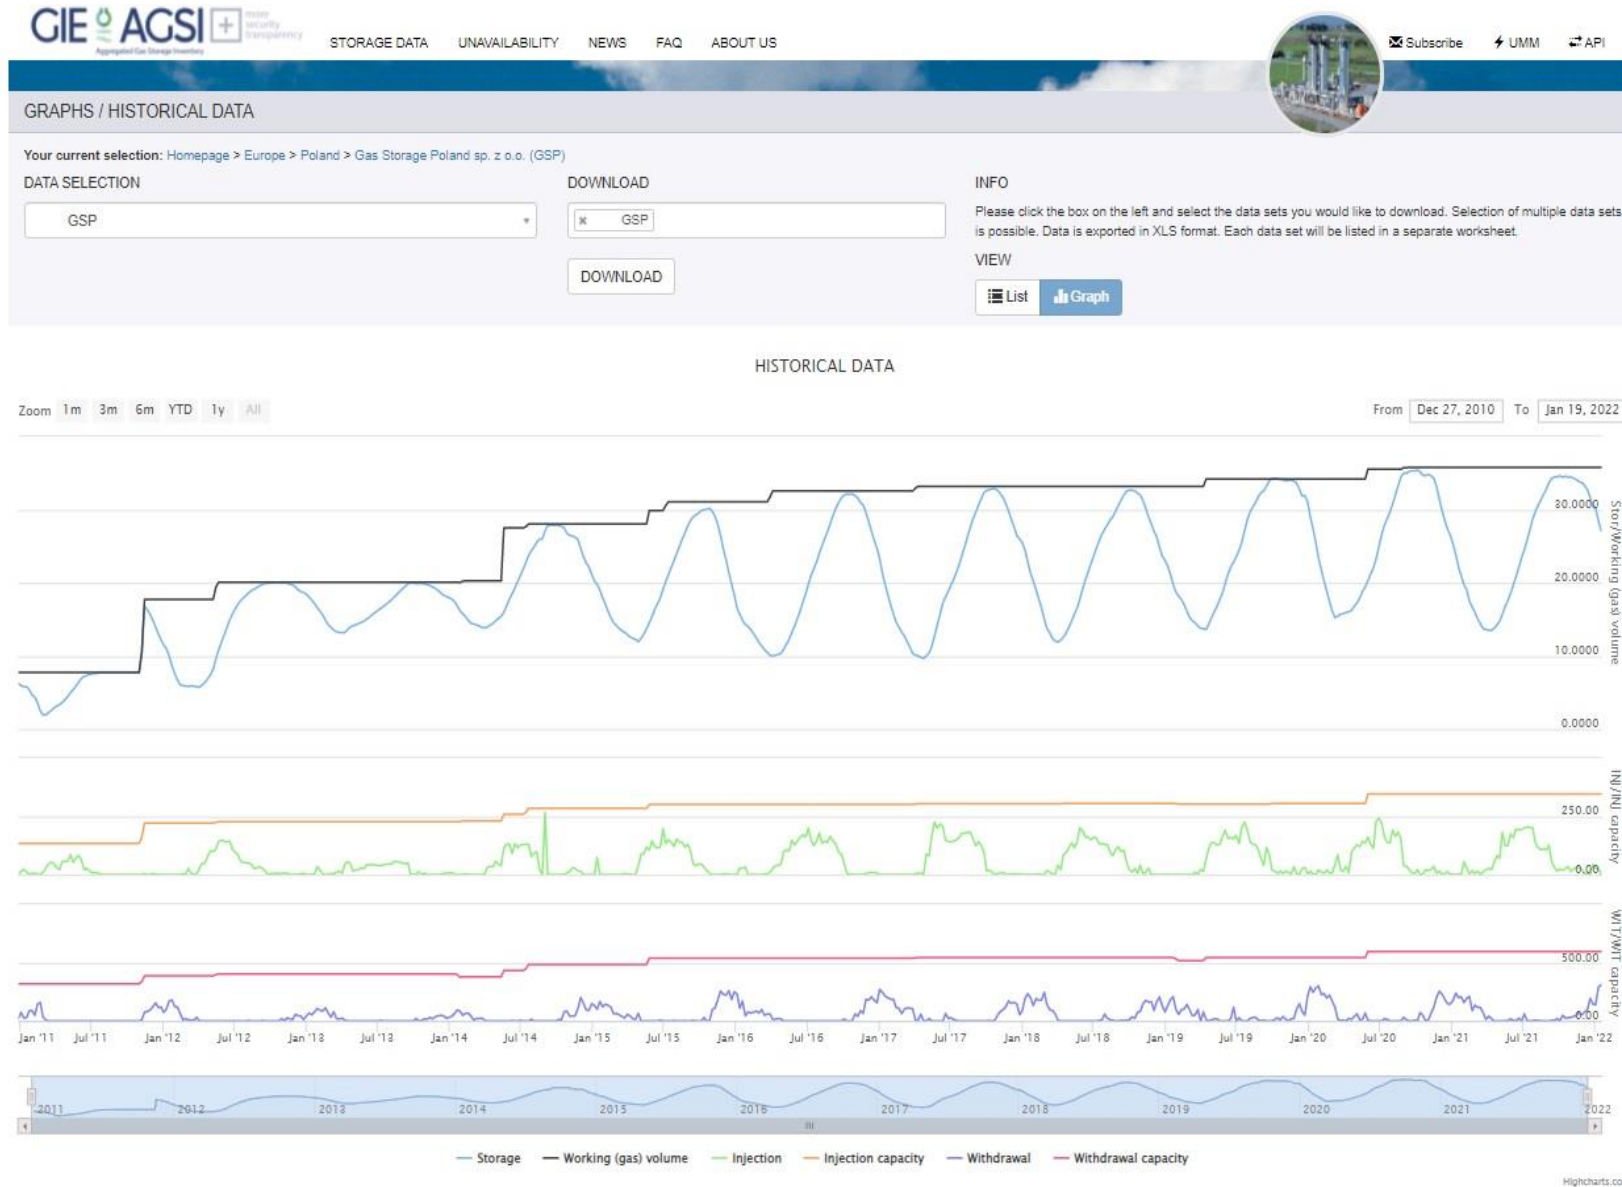 GIE AGSI + more security transparency
Aggregated Gas Storage Inventory
STORAGE DATA UNAVAILABILITY NEWS FAQ ABOUT US
Subscribe UMM API
GRAPHS / HISTORICAL DATA
Your current selection: Homepage > Europe > Poland > Gas Storage Poland sp. z o.o. (GSP)
DATA SELECTION
GSP
DOWNLOAD
GSP
DOWNLOAD
INFO
Please click the box on the left and select the data sets you would like to download. Selection of multiple data sets
is possible. Data is exported in XLS format. Each data set will be listed in a separate worksheet.
VIEW
List Graph
HISTORICAL DATA
Zoom 1m 3m 6m YTD 1y All
From Dec 27, 2010 To Jan 19, 2022
30.0000
20.0000
10.0000
0.0000
Stor/Working (gas) volume
250.00
0.00
INJ/INJ capacity
500.00
0.00
WIT/WIT capacity
Jan '11 Jul '11 Jan '12 Jul '12 Jan '13 Jul '13 Jan '14 Jul '14 Jan '15 Jul '15 Jan '16 Jul '16 Jan '17 Jul '17 Jan '18 Jul '18 Jan '19 Jul '19 Jan '20 Jul '20 Jan '21 Jul '21 Jan '22
2011 2012 2013 2014 2015 2016 2017 2018 2019 2020 2021 2022
Storage Working (gas) volume Injection Injection capacity Withdrawal Withdrawal capacity
Highcharts.co